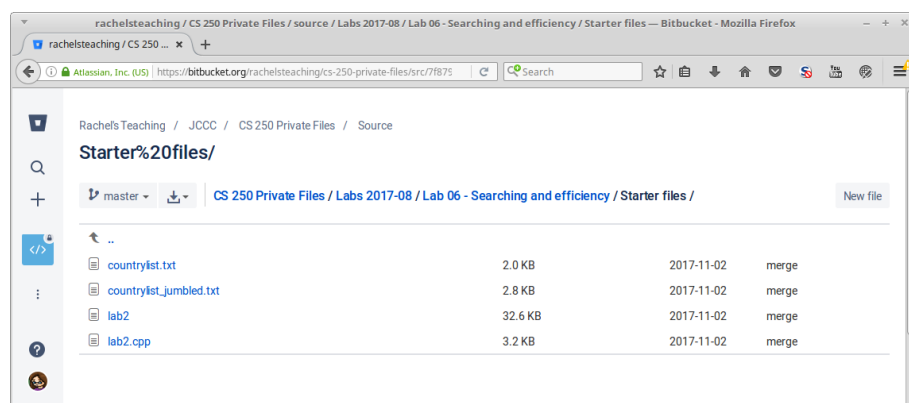 rachelsteaching / CS 250 Private Files / source / Labs 2017-08 / Lab 06 - Searching and efficiency / Starter files — Bitbucket - Mozilla Firefox
rachelsteaching / CS 250 ...
Atlassian, Inc. (US) https://bitbucket.org/rachelsteaching/cs-250-private-files/src/7f879 Search
Rachel's Teaching / JCCC / CS 250 Private Files / Source
Starter%20files/
master CS 250 Private Files / Labs 2017-08 / Lab 06 - Searching and efficiency / Starter files / New file
..
countrylist.txt 2.0 KB 2017-11-02 merge
countrylist_jumbled.txt 2.8 KB 2017-11-02 merge
lab2 32.6 KB 2017-11-02 merge
lab2.cpp 3.2 KB 2017-11-02 merge